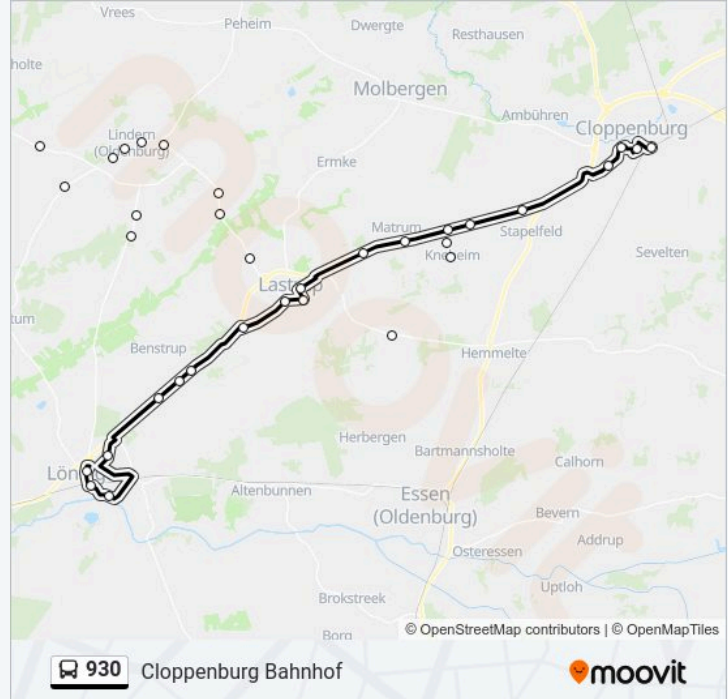 Vrees
Peheim
Dwergte
Resthausen
holte
Molbergen
Ambühren
Cloppenburg
Lindern
(Oldenburg)
Ermke
Matrum
Stapelfeld
Kneheim
Sevelten
Lastrup
tum
Benstrup
Hemmelte
Herbergen
Bartmannsholte
Calhorn
Altenbunnen
Essen
(Oldenburg)
Bevern
Addrup
Osteressen
Uptloh
Brokstreek
Borg
© OpenStreetMap contributors | © OpenMapTiles
930 Cloppenburg Bahnhof
moovit